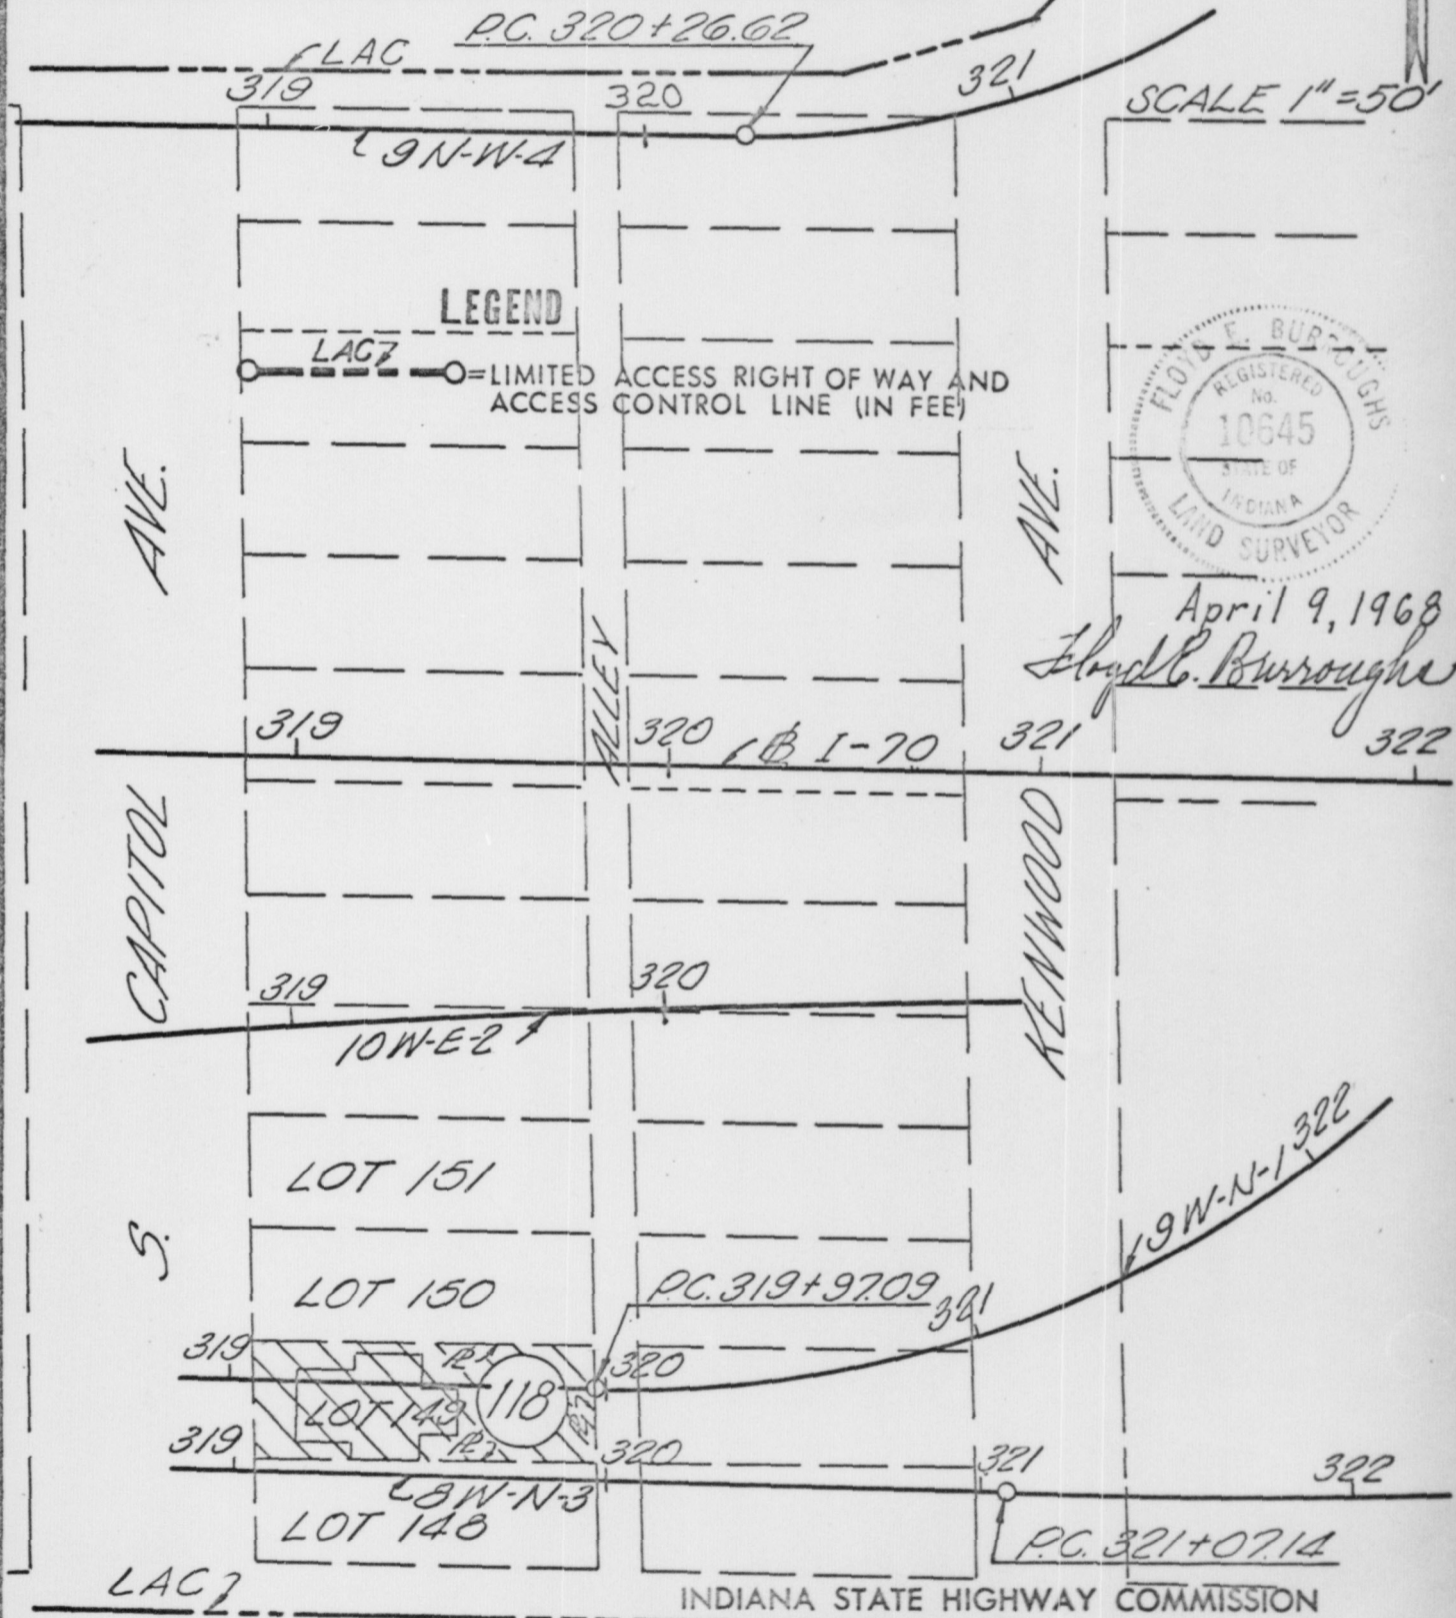 P.C. 320+26.62
LAC
319
320
321
SCALE 1"=50'
9N-W-4
LEGEND
LAC
=LIMITED ACCESS RIGHT OF WAY AND
ACCESS CONTROL LINE (IN FEE)
FLOYD E. BURROUGHS
REGISTERED
No.
10645
STATE OF
INDIANA
LAND SURVEYOR
April 9, 1968
Floyd E. Burroughs
S. CAPITOL AVE.
ALLEY
KENWOOD AVE.
319
320
I-70
321
322
319
320
10W-E-2
LOT 151
322
9W-N-1
LOT 150
P.C. 319+97.09
321
319
320
LOT 149
118
319
320
321
322
8W-N-3
LOT 148
P.C. 321+07.14
LAC
INDIANA STATE HIGHWAY COMMISSION